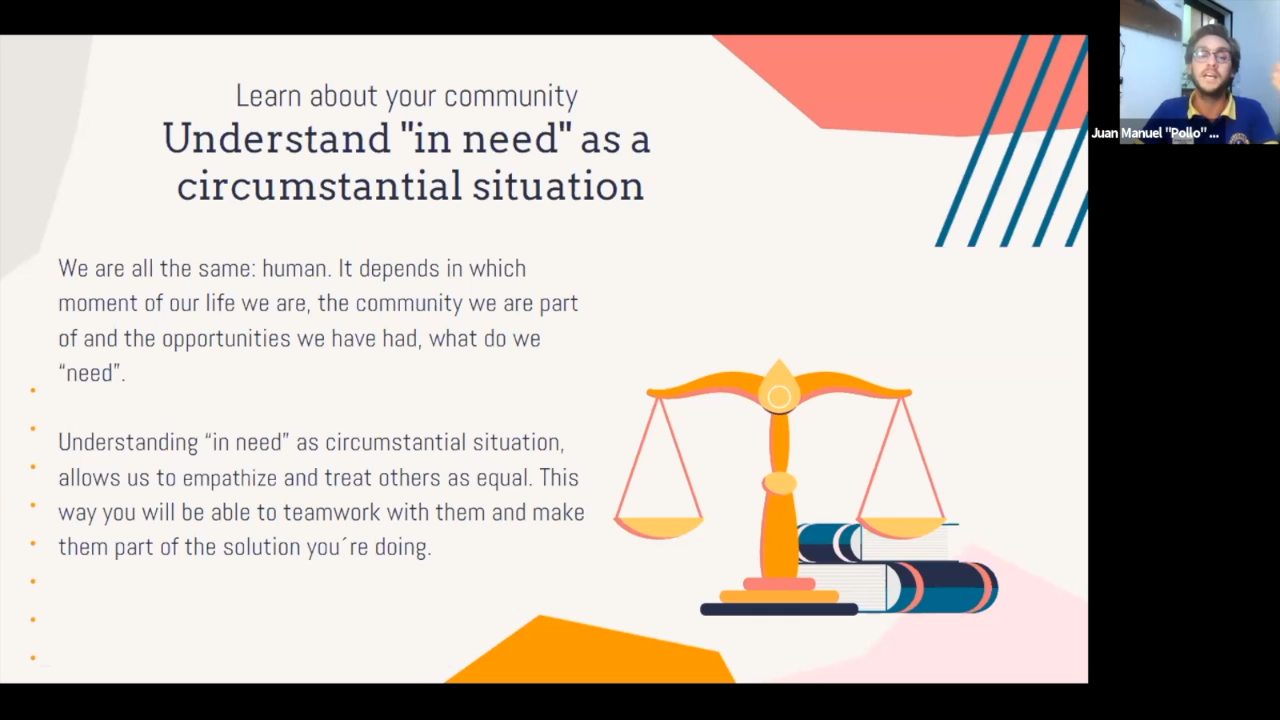 Learn about your community
Understand "in need" as a
circumstantial situation
We are all the same: human. It depends in which
moment of our life we are, the community we are part
of and the opportunities we have had, what do we
“need”.
Understanding “in need” as circumstantial situation,
allows us to empathize and treat others as equal. This
way you will be able to teamwork with them and make
them part of the solution you´re doing.
Juan Manuel "Pollo" ...